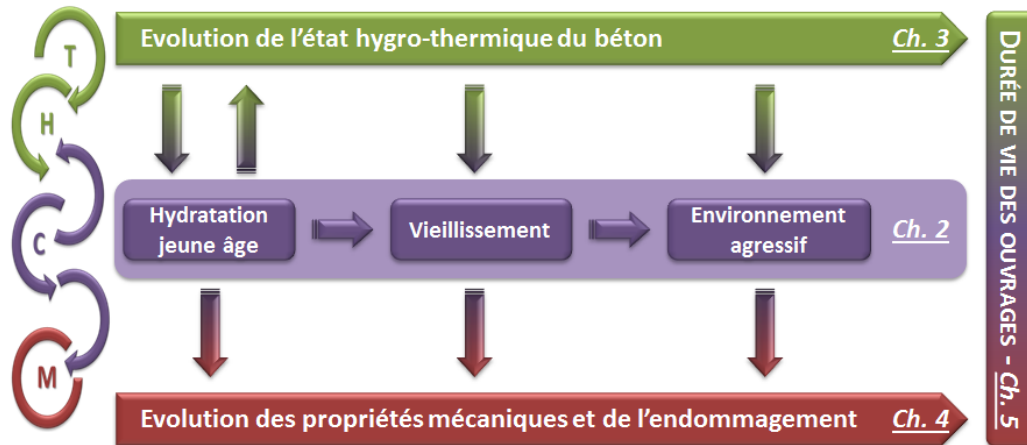 T
H
C
M
Evolution de l'état hygro-thermique du béton Ch. 3
Hydratation
jeune âge
Vieillissement
Environnement
agressif
Ch. 2
Evolution des propriétés mécaniques et de l'endommagement Ch. 4
DURÉE DE VIE DES OUVRAGES - Ch. 5